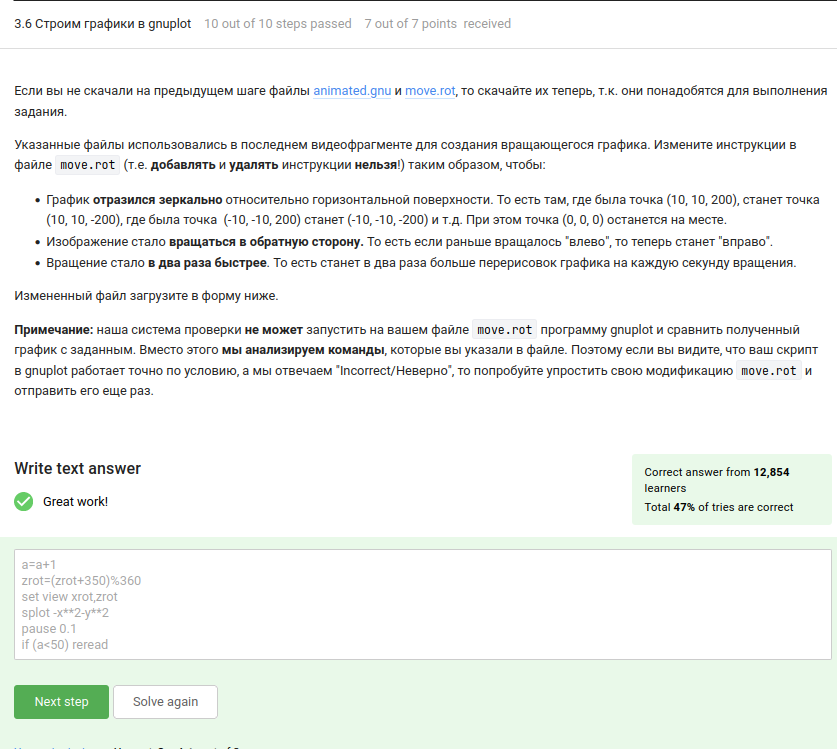 3.6 Строим графики в gnuplot 10 out of 10 steps passed 7 out of 7 points received
Если вы не скачали на предыдущем шаге файлы animated.gnu и move.rot, то скачайте их теперь, т.к. они понадобятся для выполнения
задания.
Указанные файлы использовались в последнем видеофрагменте для создания вращающегося графика. Измените инструкции в
файле move.rot (т.е. добавлять и удалять инструкции нельзя!) таким образом, чтобы:
• График отразился зеркально относительно горизонтальной поверхности. То есть там, где была точка (10, 10, 200), станет точка
(10, 10, -200), где была точка (-10, -10, 200) станет (-10, -10, -200) и т.д. При этом точка (0, 0, 0) останется на месте.
• Изображение стало вращаться в обратную сторону. То есть если раньше вращалось "влево", то теперь станет "вправо".
• Вращение стало в два раза быстрее. То есть станет в два раза больше перерисовок графика на каждую секунду вращения.
Измененный файл загрузите в форму ниже.
Примечание: наша система проверки не может запустить на вашем файле move.rot программу gnuplot и сравнить полученный
график с заданным. Вместо этого мы анализируем команды, которые вы указали в файле. Поэтому если вы видите, что ваш скрипт
в gnuplot работает точно по условию, а мы отвечаем "Incorrect/Неверно", то попробуйте упростить свою модификацию move.rot и
отправить его еще раз.
Write text answer
Great work!
Correct answer from 12,854
learners
Total 47% of tries are correct
a=a+1
zrot=(zrot+350)%360
set view xrot,zrot
splot -x**2-y**2
pause 0.1
if (a<50) reread
Next step Solve again